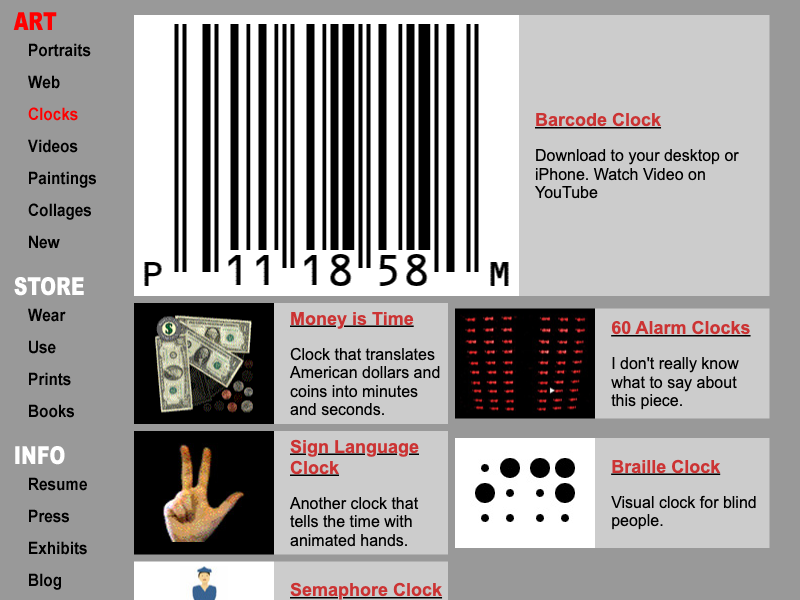 ART
Portraits
Web
Clocks
Videos
Paintings
Collages
New
STORE
Wear
Use
Prints
Books
INFO
Resume
Press
Exhibits
Blog
P 11 18 58 M
Barcode Clock
Download to your desktop or
iPhone. Watch Video on
YouTube
Money is Time
Clock that translates
American dollars and
coins into minutes
and seconds.
60 Alarm Clocks
I don't really know
what to say about
this piece.
Sign Language
Clock
Another clock that
tells the time with
animated hands.
Braille Clock
Visual clock for blind
people.
Semaphore Clock